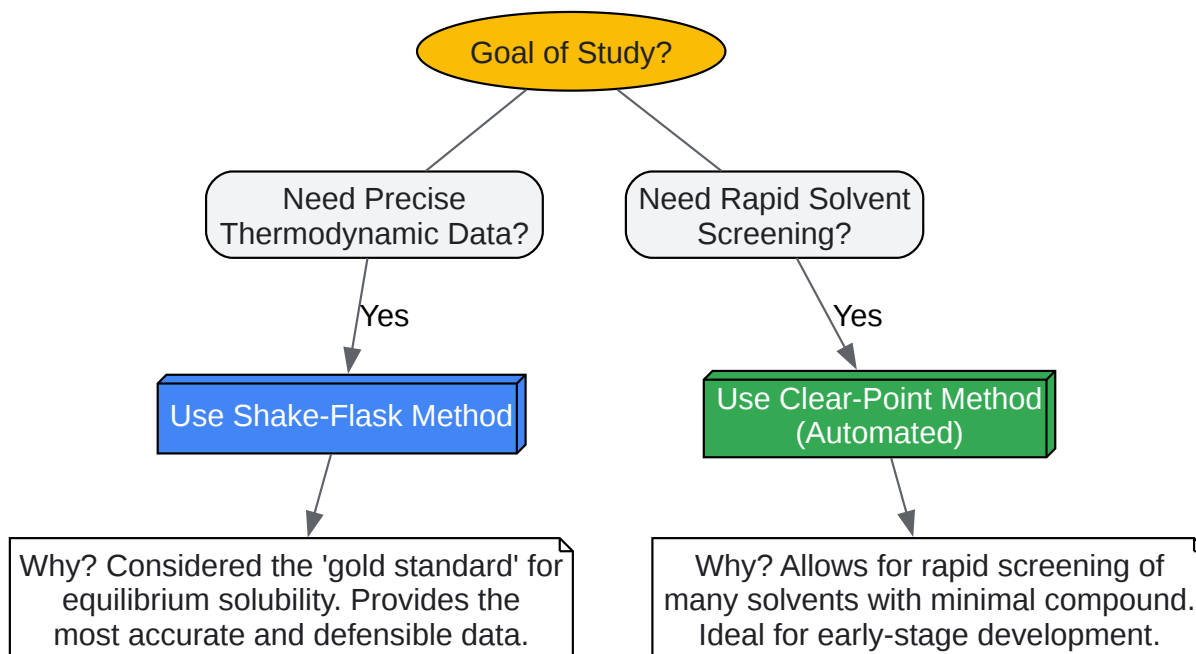 Goal of Study?
Need Precise
Thermodynamic Data?
Need Rapid Solvent
Screening?
Yes
Yes
Use Shake-Flask Method
Use Clear-Point Method
(Automated)
Why? Considered the 'gold standard' for
equilibrium solubility. Provides the
most accurate and defensible data.
Why? Allows for rapid screening of
many solvents with minimal compound.
Ideal for early-stage development.